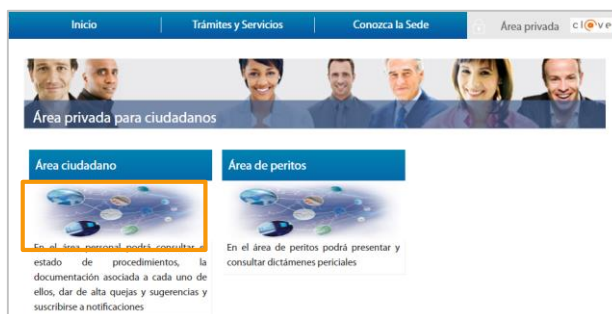 Inicio
Trámites y Servicios
Conozca la Sede
Área privada
cl@ve
Área privada para ciudadanos
Área ciudadano
En el área personal podrá consultar
estado de procedimientos, la
documentación asociada a cada uno de
ellos, dar de alta quejas y sugerencias y
suscribirse a notificaciones
Área de peritos
En el área de peritos podrá presentar y
consultar dictámenes periciales